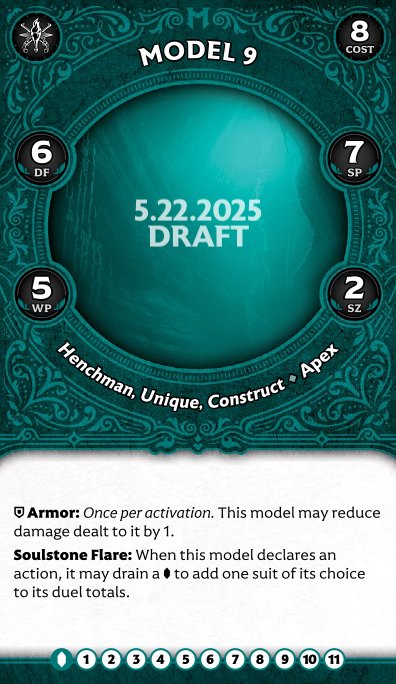 MODEL 9
8
COST
6
DF
7
SP
5.22.2025
DRAFT
5
WP
2
SZ
Henchman, Unique, Construct ♦ Apex
Armor: Once per activation. This model may reduce
damage dealt to it by 1.
Soulstone Flare: When this model declares an
action, it may drain a to add one suit of its choice
to its duel totals.
1 2 3 4 5 6 7 8 9 10 11